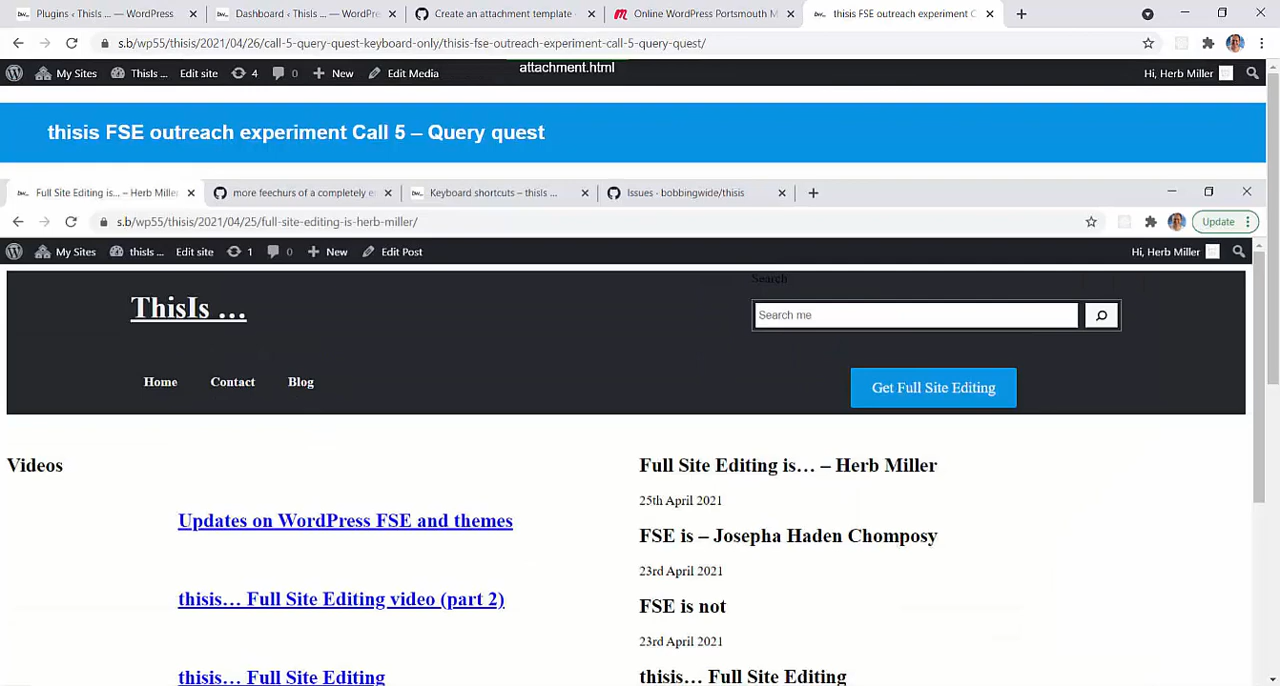 Plugins ‹ ThisIs ... — WordPress
Dashboard ‹ ThisIs ... — WordPre
Create an attachment template
Online WordPress Portsmouth M
thisis FSE outreach experiment C
s.b/wp55/thisis/2021/04/26/call-5-query-quest-keyboard-only/thisis-fse-outreach-experiment-call-5-query-quest/
attachment.html
My Sites ThisIs ... Edit site 4 0 New Edit Media Hi, Herb Miller
thisis FSE outreach experiment Call 5 – Query quest
Full Site Editing is... – Herb Miller
more feechurs of a completely e
Keyboard shortcuts – thisIs ...
Issues · bobbingwide/thisis
s.b/wp55/thisis/2021/04/25/full-site-editing-is-herb-miller/
Update
My Sites thisIs ... Edit site 1 0 New Edit Post Hi, Herb Miller
Search
ThisIs ...
Search me
Home Contact Blog
Get Full Site Editing
Videos
Updates on WordPress FSE and themes
thisis… Full Site Editing video (part 2)
thisis… Full Site Editing
Full Site Editing is… – Herb Miller
25th April 2021
FSE is – Josepha Haden Chomposy
23rd April 2021
FSE is not
23rd April 2021
thisis… Full Site Editing